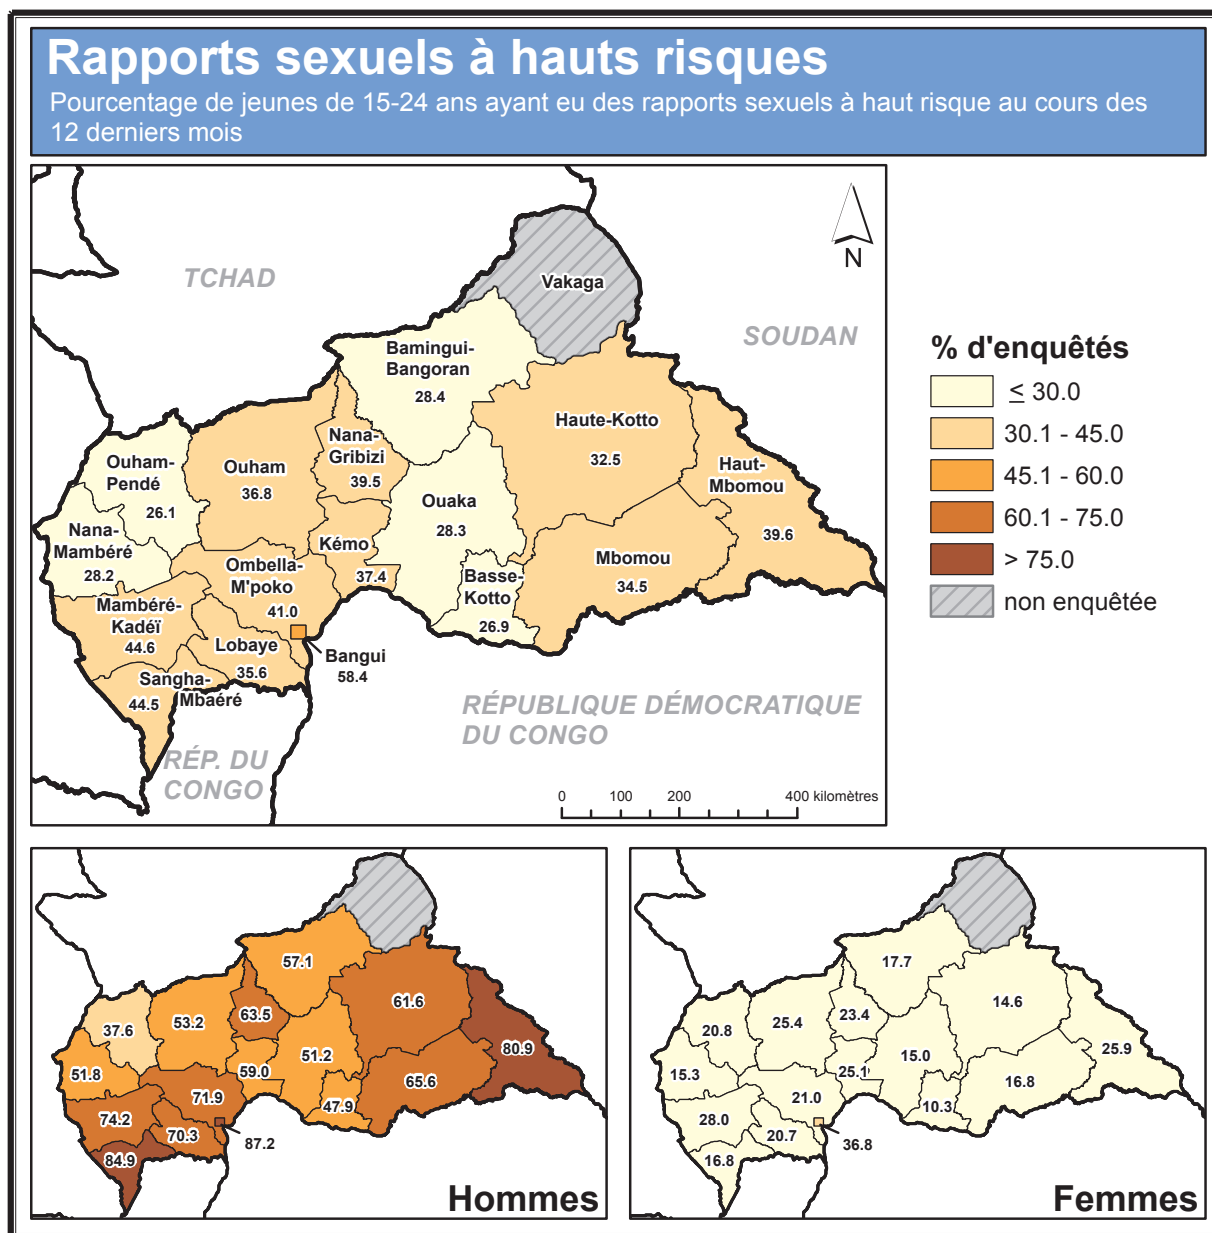 Rapports sexuels à hauts risques
Pourcentage de jeunes de 15-24 ans ayant eu des rapports sexuels à haut risque au cours des
12 derniers mois
TCHAD
SOUDAN
RÉPUBLIQUE DÉMOCRATIQUE
DU CONGO
RÉP. DU
CONGO
N
Vakaga
Bamingui-
Bangoran
28.4
Haute-Kotto
32.5
Haut-
Mbomou
39.6
Nana-
Gribizi
39.5
Ouham
36.8
Ouham-
Pendé
26.1
Ouaka
28.3
Nana-
Mambéré
28.2
Kémo
37.4
Mbomou
34.5
Ombella-
M'poko
41.0
Basse-
Kotto
26.9
Mambéré-
Kadéï
44.6
Lobaye
35.6
Bangui
58.4
Sangha-
Mbaéré
44.5
0 100 200 400 kilomètres
% d'enquêtés
≤ 30.0
30.1 - 45.0
45.1 - 60.0
60.1 - 75.0
> 75.0
non enquêtée
57.1
61.6
63.5
53.2
37.6
51.2
80.9
51.8
59.0
65.6
71.9
47.9
74.2
70.3
87.2
84.9
Hommes
17.7
14.6
23.4
25.4
20.8
15.0
25.9
15.3
25.1
16.8
21.0
10.3
28.0
20.7
36.8
16.8
Femmes